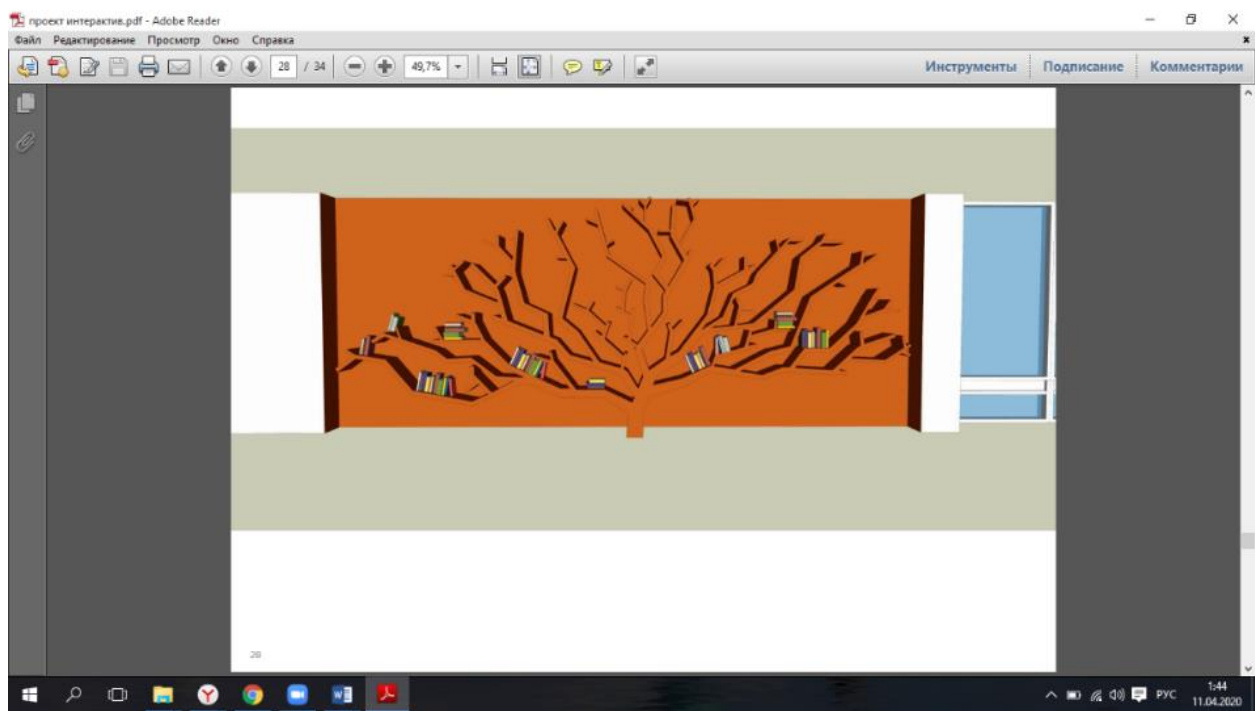 проект интерактив.pdf - Adobe Reader
Файл Редактирование Просмотр Окно Справка
28 / 34 49,7% Инструменты Подписание Комментарии
28
РУС 1:44
11.04.2020